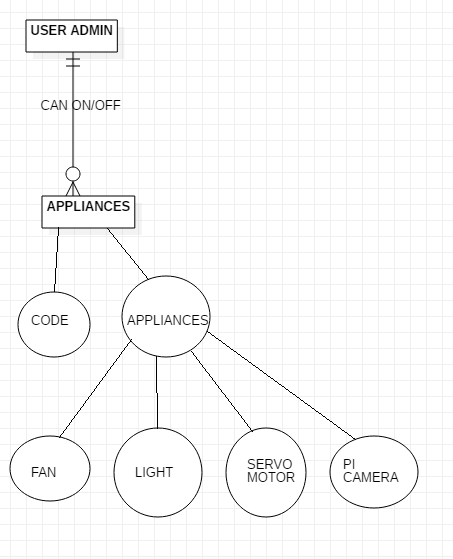 USER ADMIN
CAN ON/OFF
APPLIANCES
CODE
APPLIANCES
FAN
LIGHT
SERVO
MOTOR
PI
CAMERA